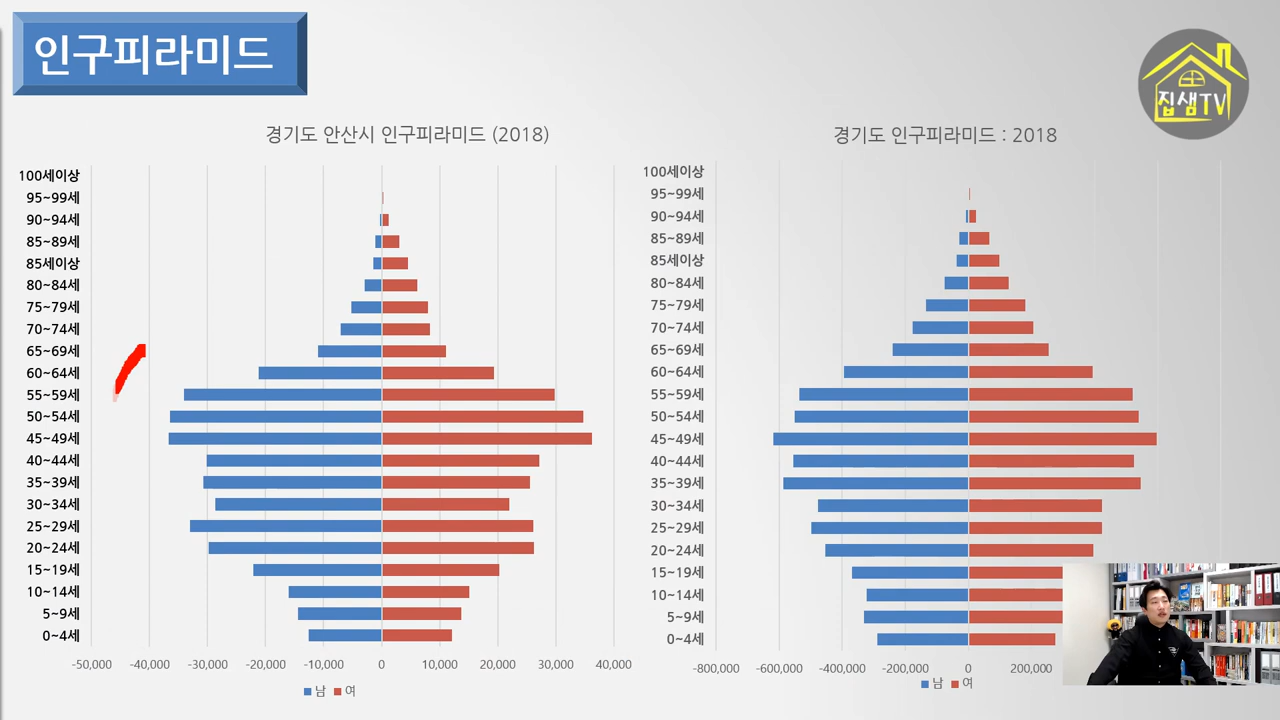 인구피라미드
집샘TV
경기도 안산시 인구피라미드 (2018)
100세이상
95~99세
90~94세
85~89세
85세이상
80~84세
75~79세
70~74세
65~69세
60~64세
55~59세
50~54세
45~49세
40~44세
35~39세
30~34세
25~29세
20~24세
15~19세
10~14세
5~9세
0~4세
-50,000 -40,000 -30,000 -20,000 -10,000 0 10,000 20,000 30,000 40,000
남 여
경기도 인구피라미드 : 2018
100세이상
95~99세
90~94세
85~89세
85세이상
80~84세
75~79세
70~74세
65~69세
60~64세
55~59세
50~54세
45~49세
40~44세
35~39세
30~34세
25~29세
20~24세
15~19세
10~14세
5~9세
0~4세
-800,000 -600,000 -400,000 -200,000 0 200,000
남 여